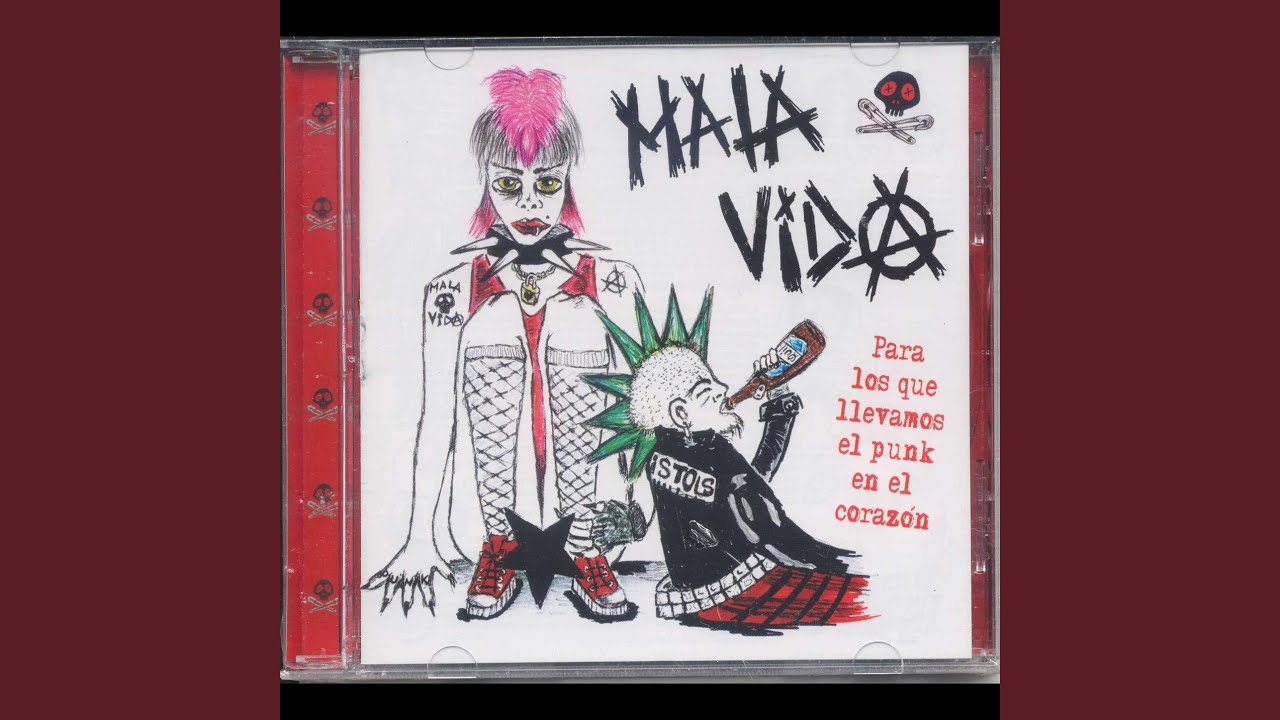 MALA
VIDA
MALA
VIDA
Para
los que
llevamos
el punk
en el
corazón
ISTOLS